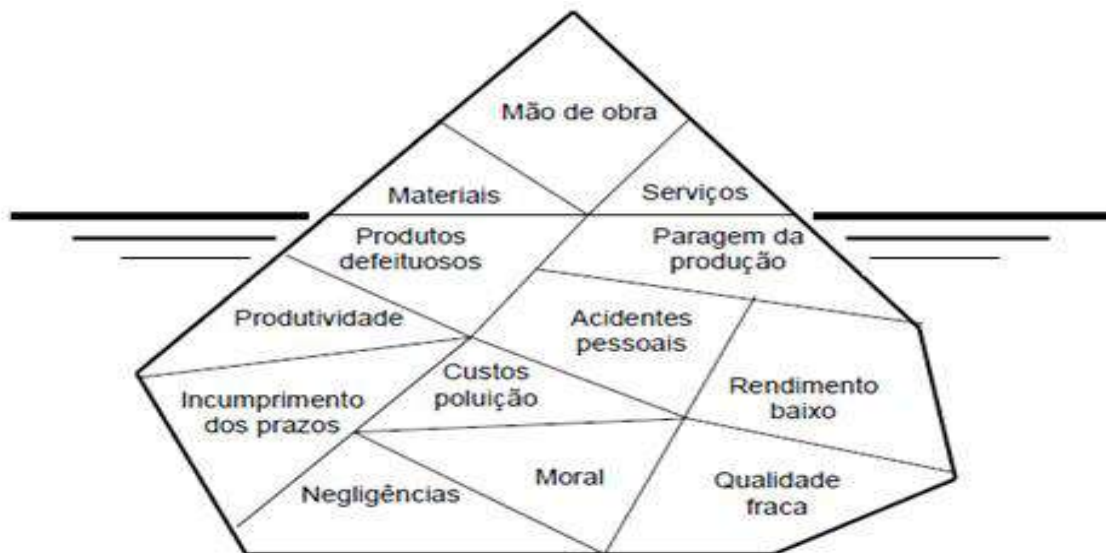 Mão de obra
Materiais
Serviços
Produtos
defeituosos
Paragem da
produção
Produtividade
Acidentes
pessoais
Incumprimento
dos prazos
Custos
poluição
Rendimento
baixo
Negligências
Moral
Qualidade
fraca